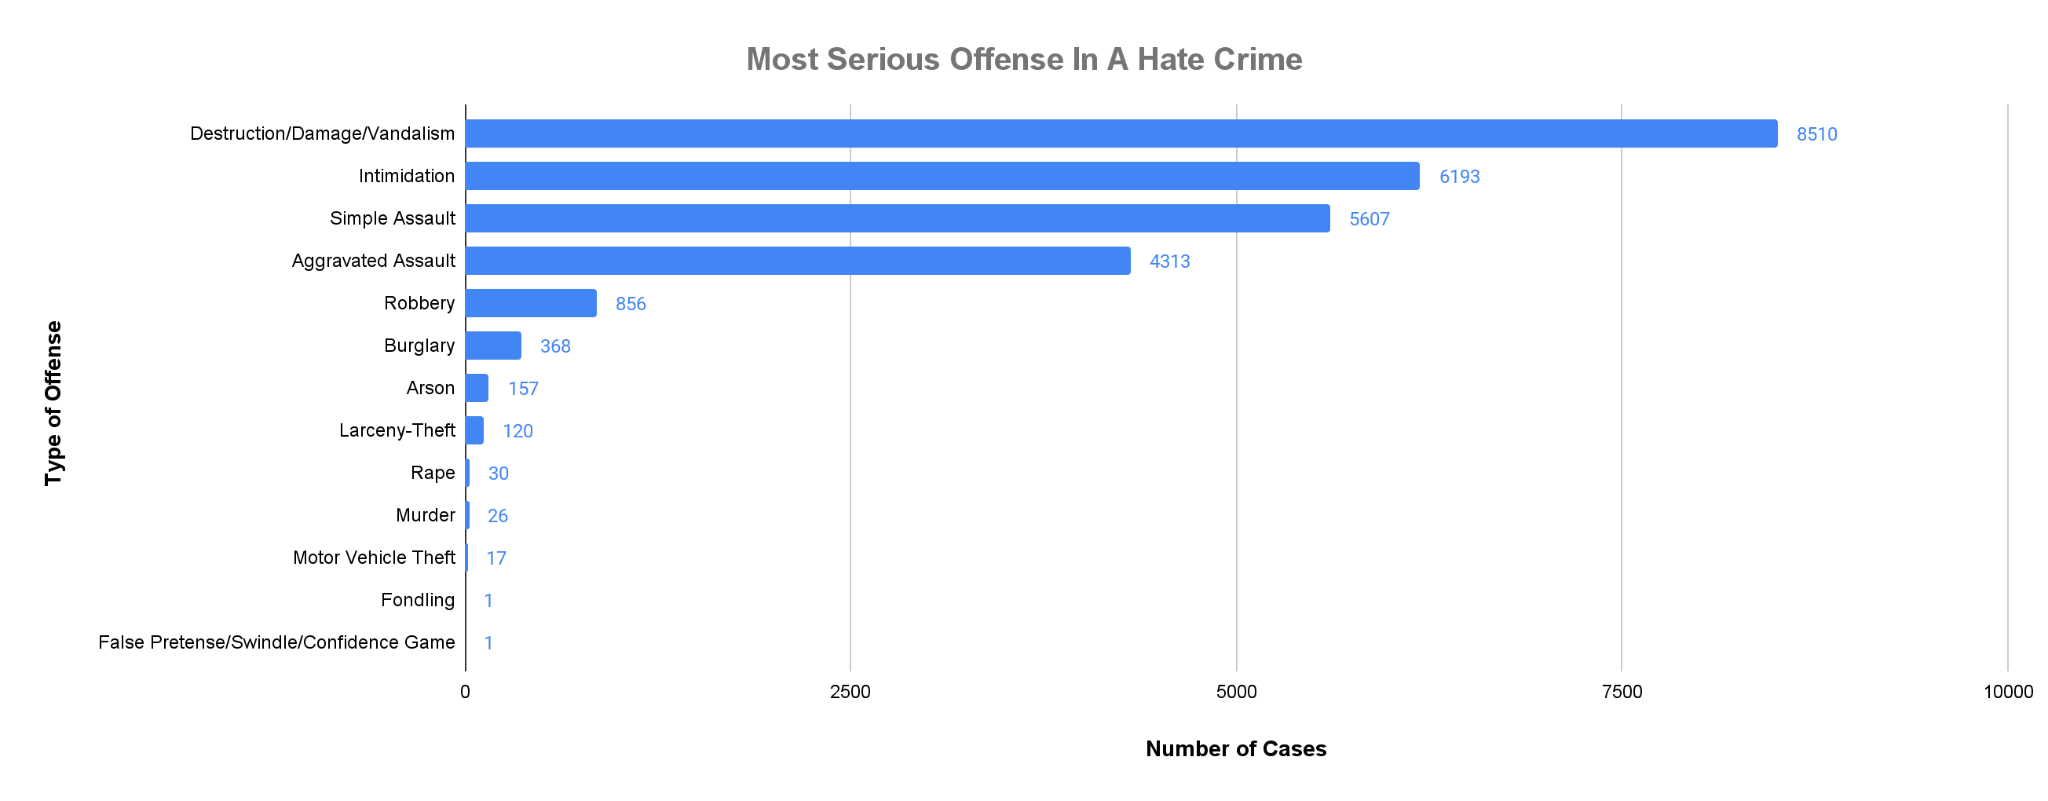 Most Serious Offense In A Hate Crime
Type of Offense
Destruction/Damage/Vandalism 8510
Intimidation 6193
Simple Assault 5607
Aggravated Assault 4313
Robbery 856
Burglary 368
Arson 157
Larceny-Theft 120
Rape 30
Murder 26
Motor Vehicle Theft 17
Fondling 1
False Pretense/Swindle/Confidence Game 1
0 2500 5000 7500 10000
Number of Cases